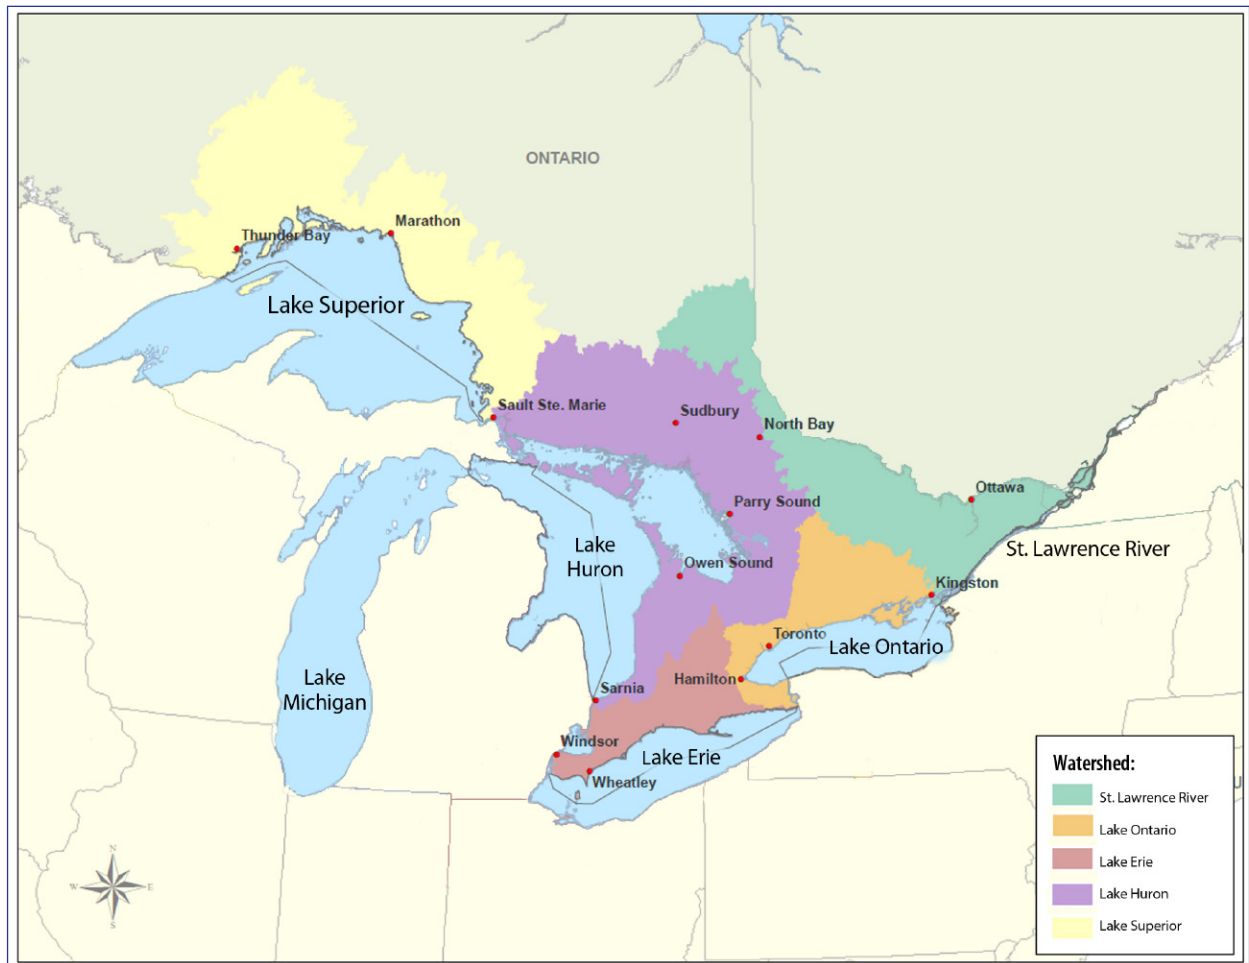 ONTARIO
Marathon
Thunder Bay
Lake Superior
Sault Ste. Marie
Sudbury
North Bay
Ottawa
Parry Sound
Lake
Huron
St. Lawrence River
Owen Sound
Kingston
Toronto
Lake Ontario
Lake
Michigan
Hamilton
Sarnia
Windsor
Lake Erie
Wheatley
Watershed:
St. Lawrence River
Lake Ontario
Lake Erie
Lake Huron
Lake Superior
N
W
E
S